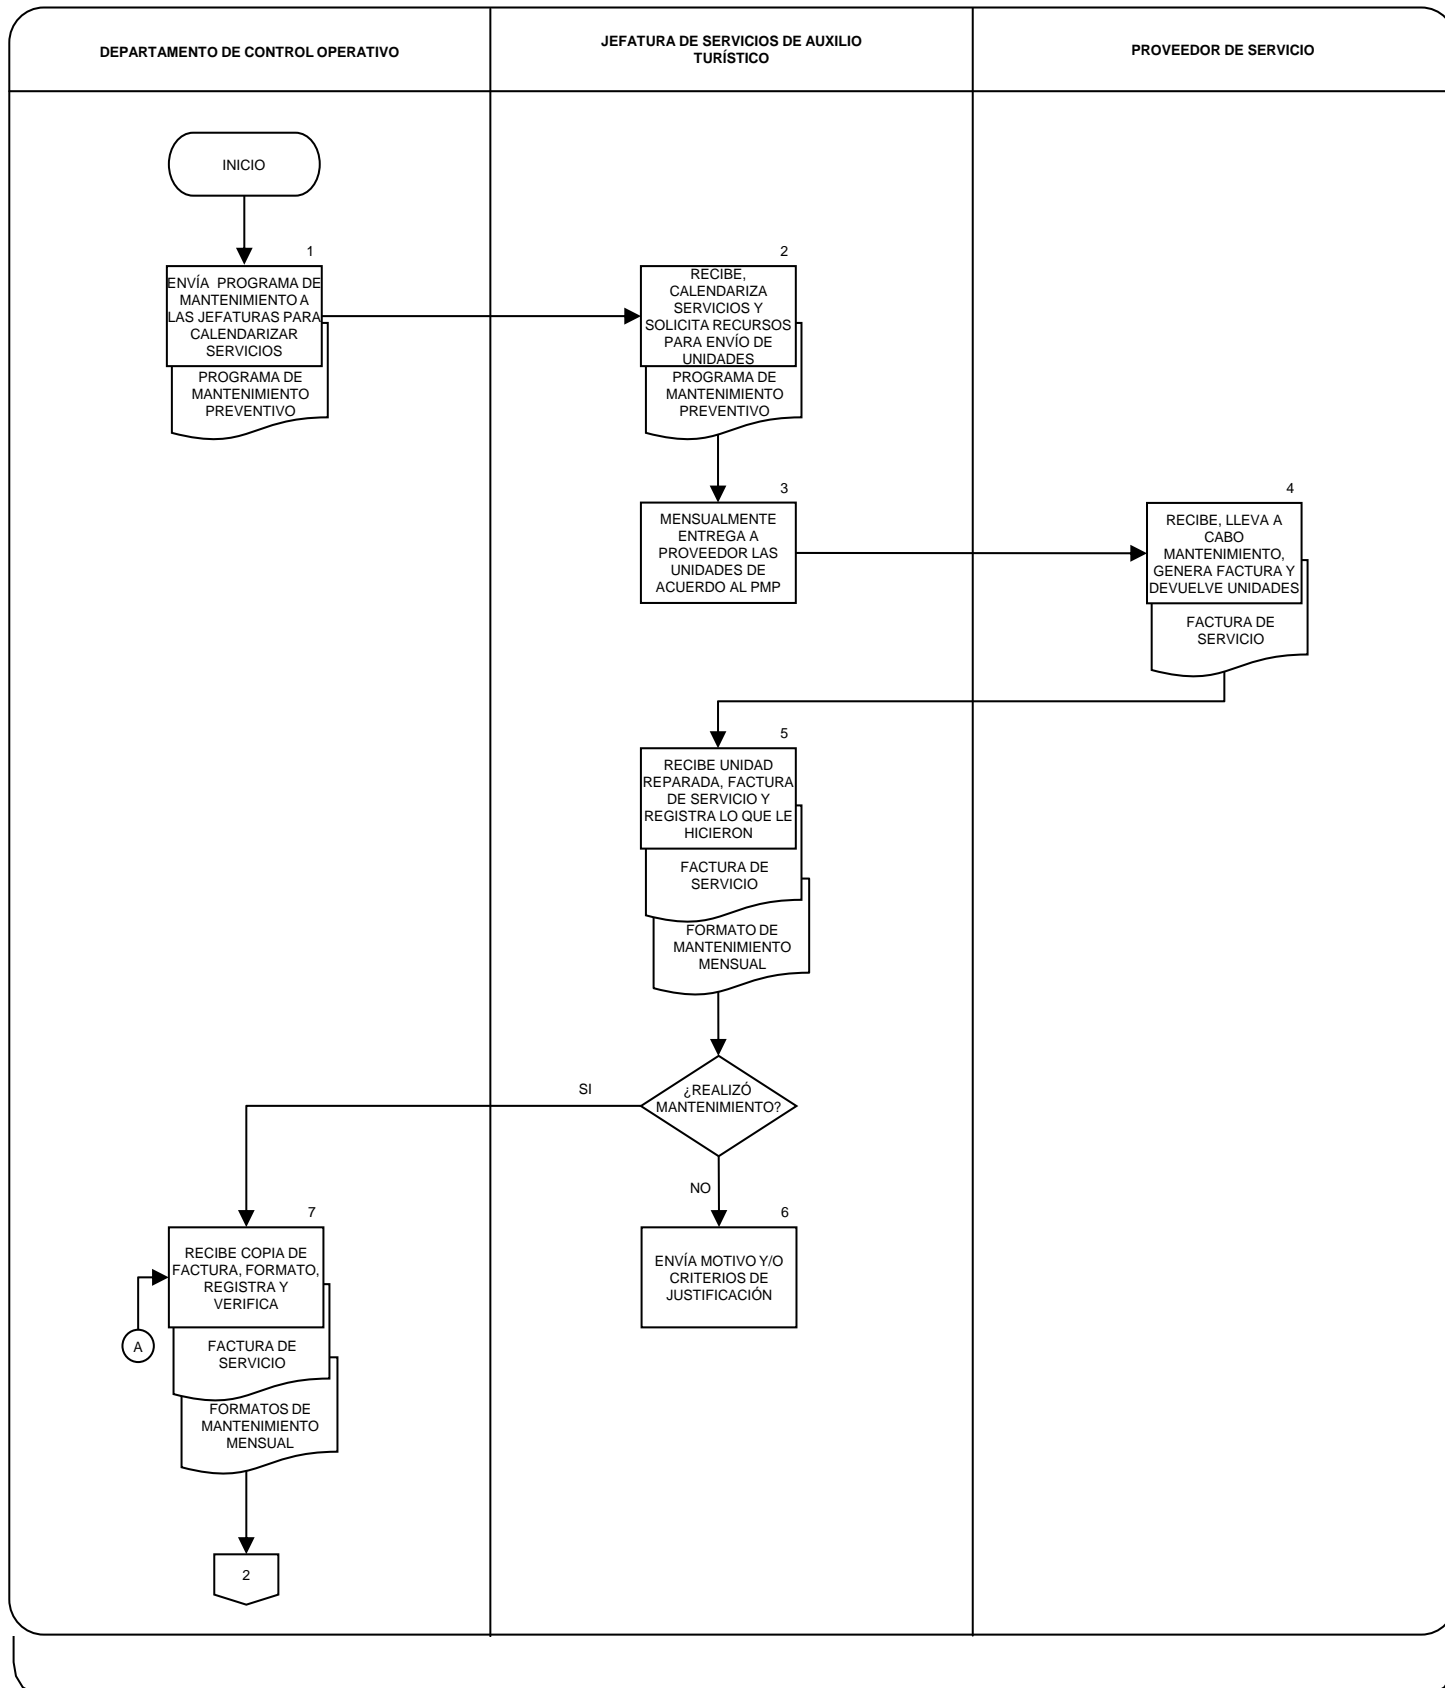 DEPARTAMENTO DE CONTROL OPERATIVO
JEFATURA DE SERVICIOS DE AUXILIO
TURÍSTICO
PROVEEDOR DE SERVICIO
INICIO
1
ENVÍA PROGRAMA DE
MANTENIMIENTO A
LAS JEFATURAS PARA
CALENDARIZAR
SERVICIOS
PROGRAMA DE
MANTENIMIENTO
PREVENTIVO
2
RECIBE,
CALENDARIZA
SERVICIOS Y
SOLICITA RECURSOS
PARA ENVÍO DE
UNIDADES
PROGRAMA DE
MANTENIMIENTO
PREVENTIVO
3
MENSUALMENTE
ENTREGA A
PROVEEDOR LAS
UNIDADES DE
ACUERDO AL PMP
4
RECIBE, LLEVA A
CABO
MANTENIMIENTO,
GENERA FACTURA Y
DEVUELVE UNIDADES
FACTURA DE
SERVICIO
5
RECIBE UNIDAD
REPARADA, FACTURA
DE SERVICIO Y
REGISTRA LO QUE LE
HICIERON
FACTURA DE
SERVICIO
FORMATO DE
MANTENIMIENTO
MENSUAL
¿REALIZÓ
MANTENIMIENTO?
SI
NO
6
ENVÍA MOTIVO Y/O
CRITERIOS DE
JUSTIFICACIÓN
7
RECIBE COPIA DE
FACTURA, FORMATO,
REGISTRA Y
VERIFICA
A
FACTURA DE
SERVICIO
FORMATOS DE
MANTENIMIENTO
MENSUAL
2